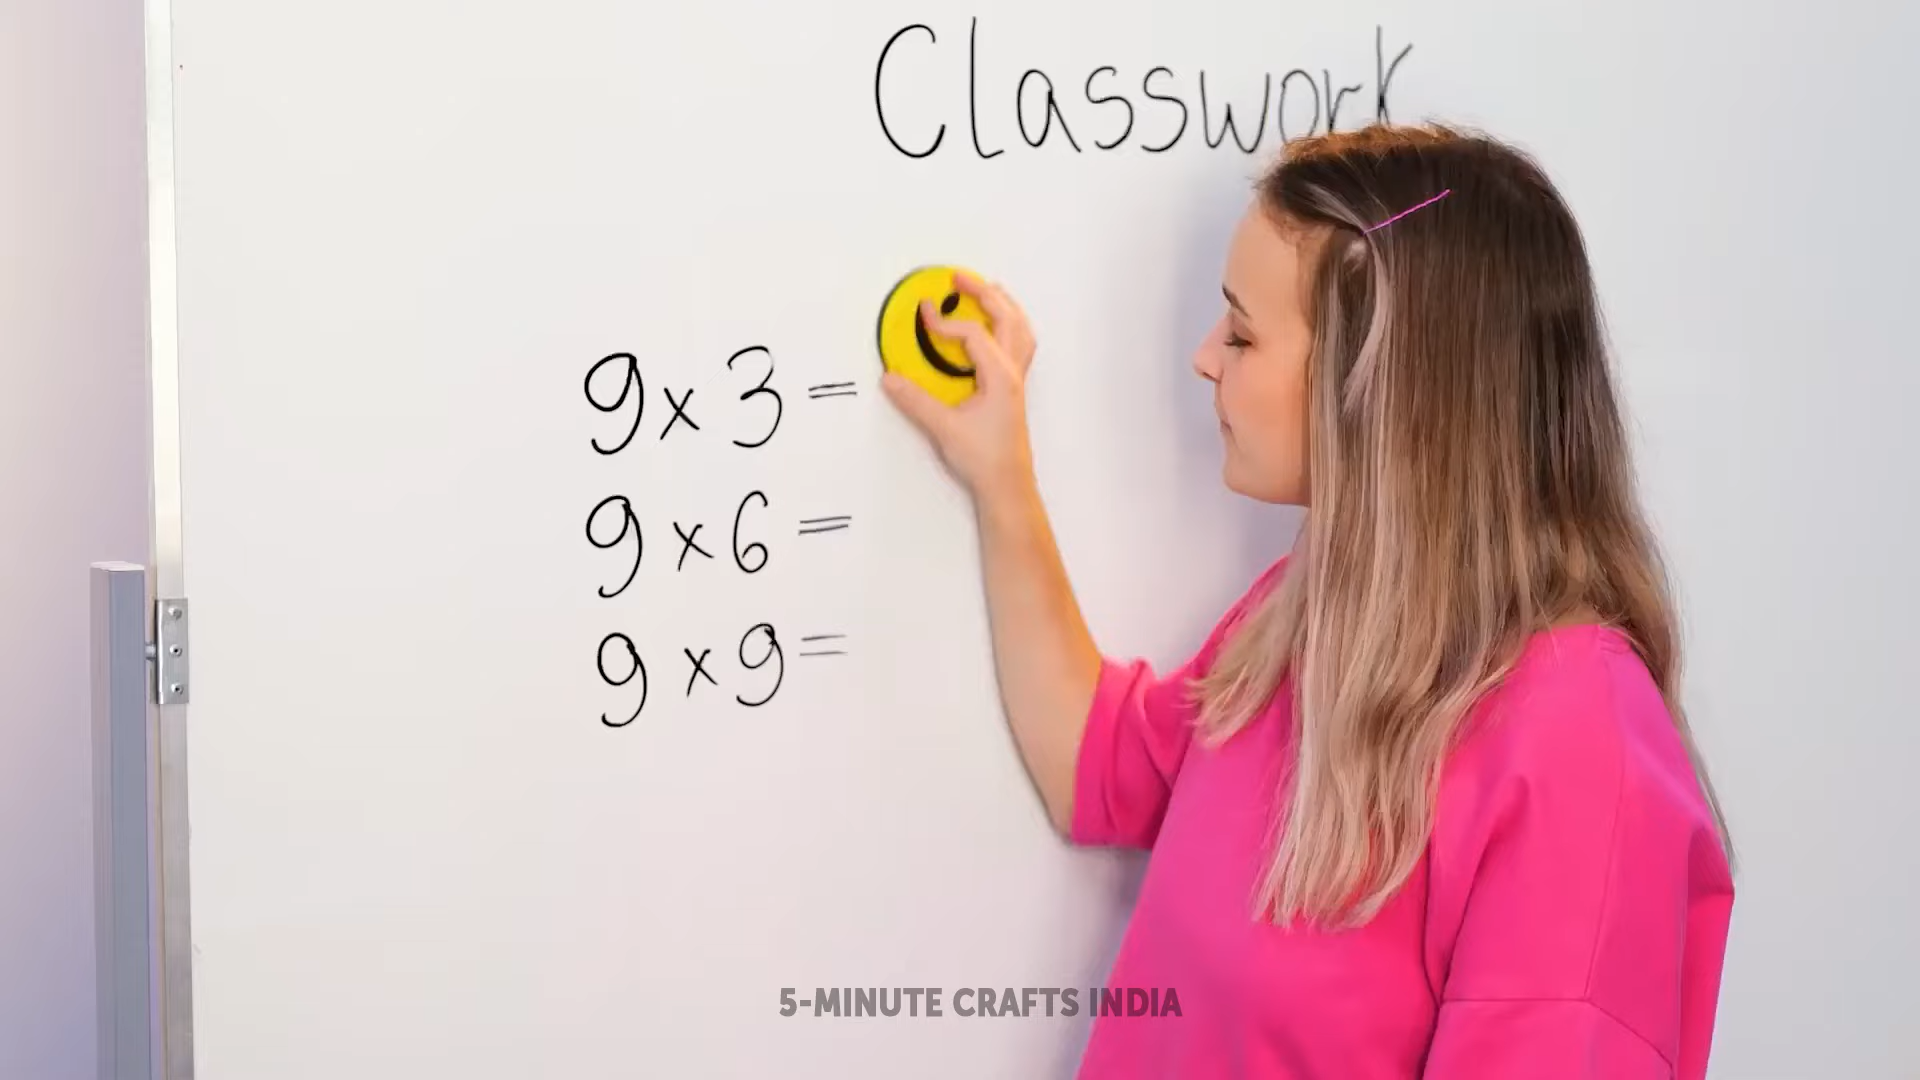 Classwork
9 x 3 =
9 x 6 =
9 x 9 =
5-MINUTE CRAFTS INDIA